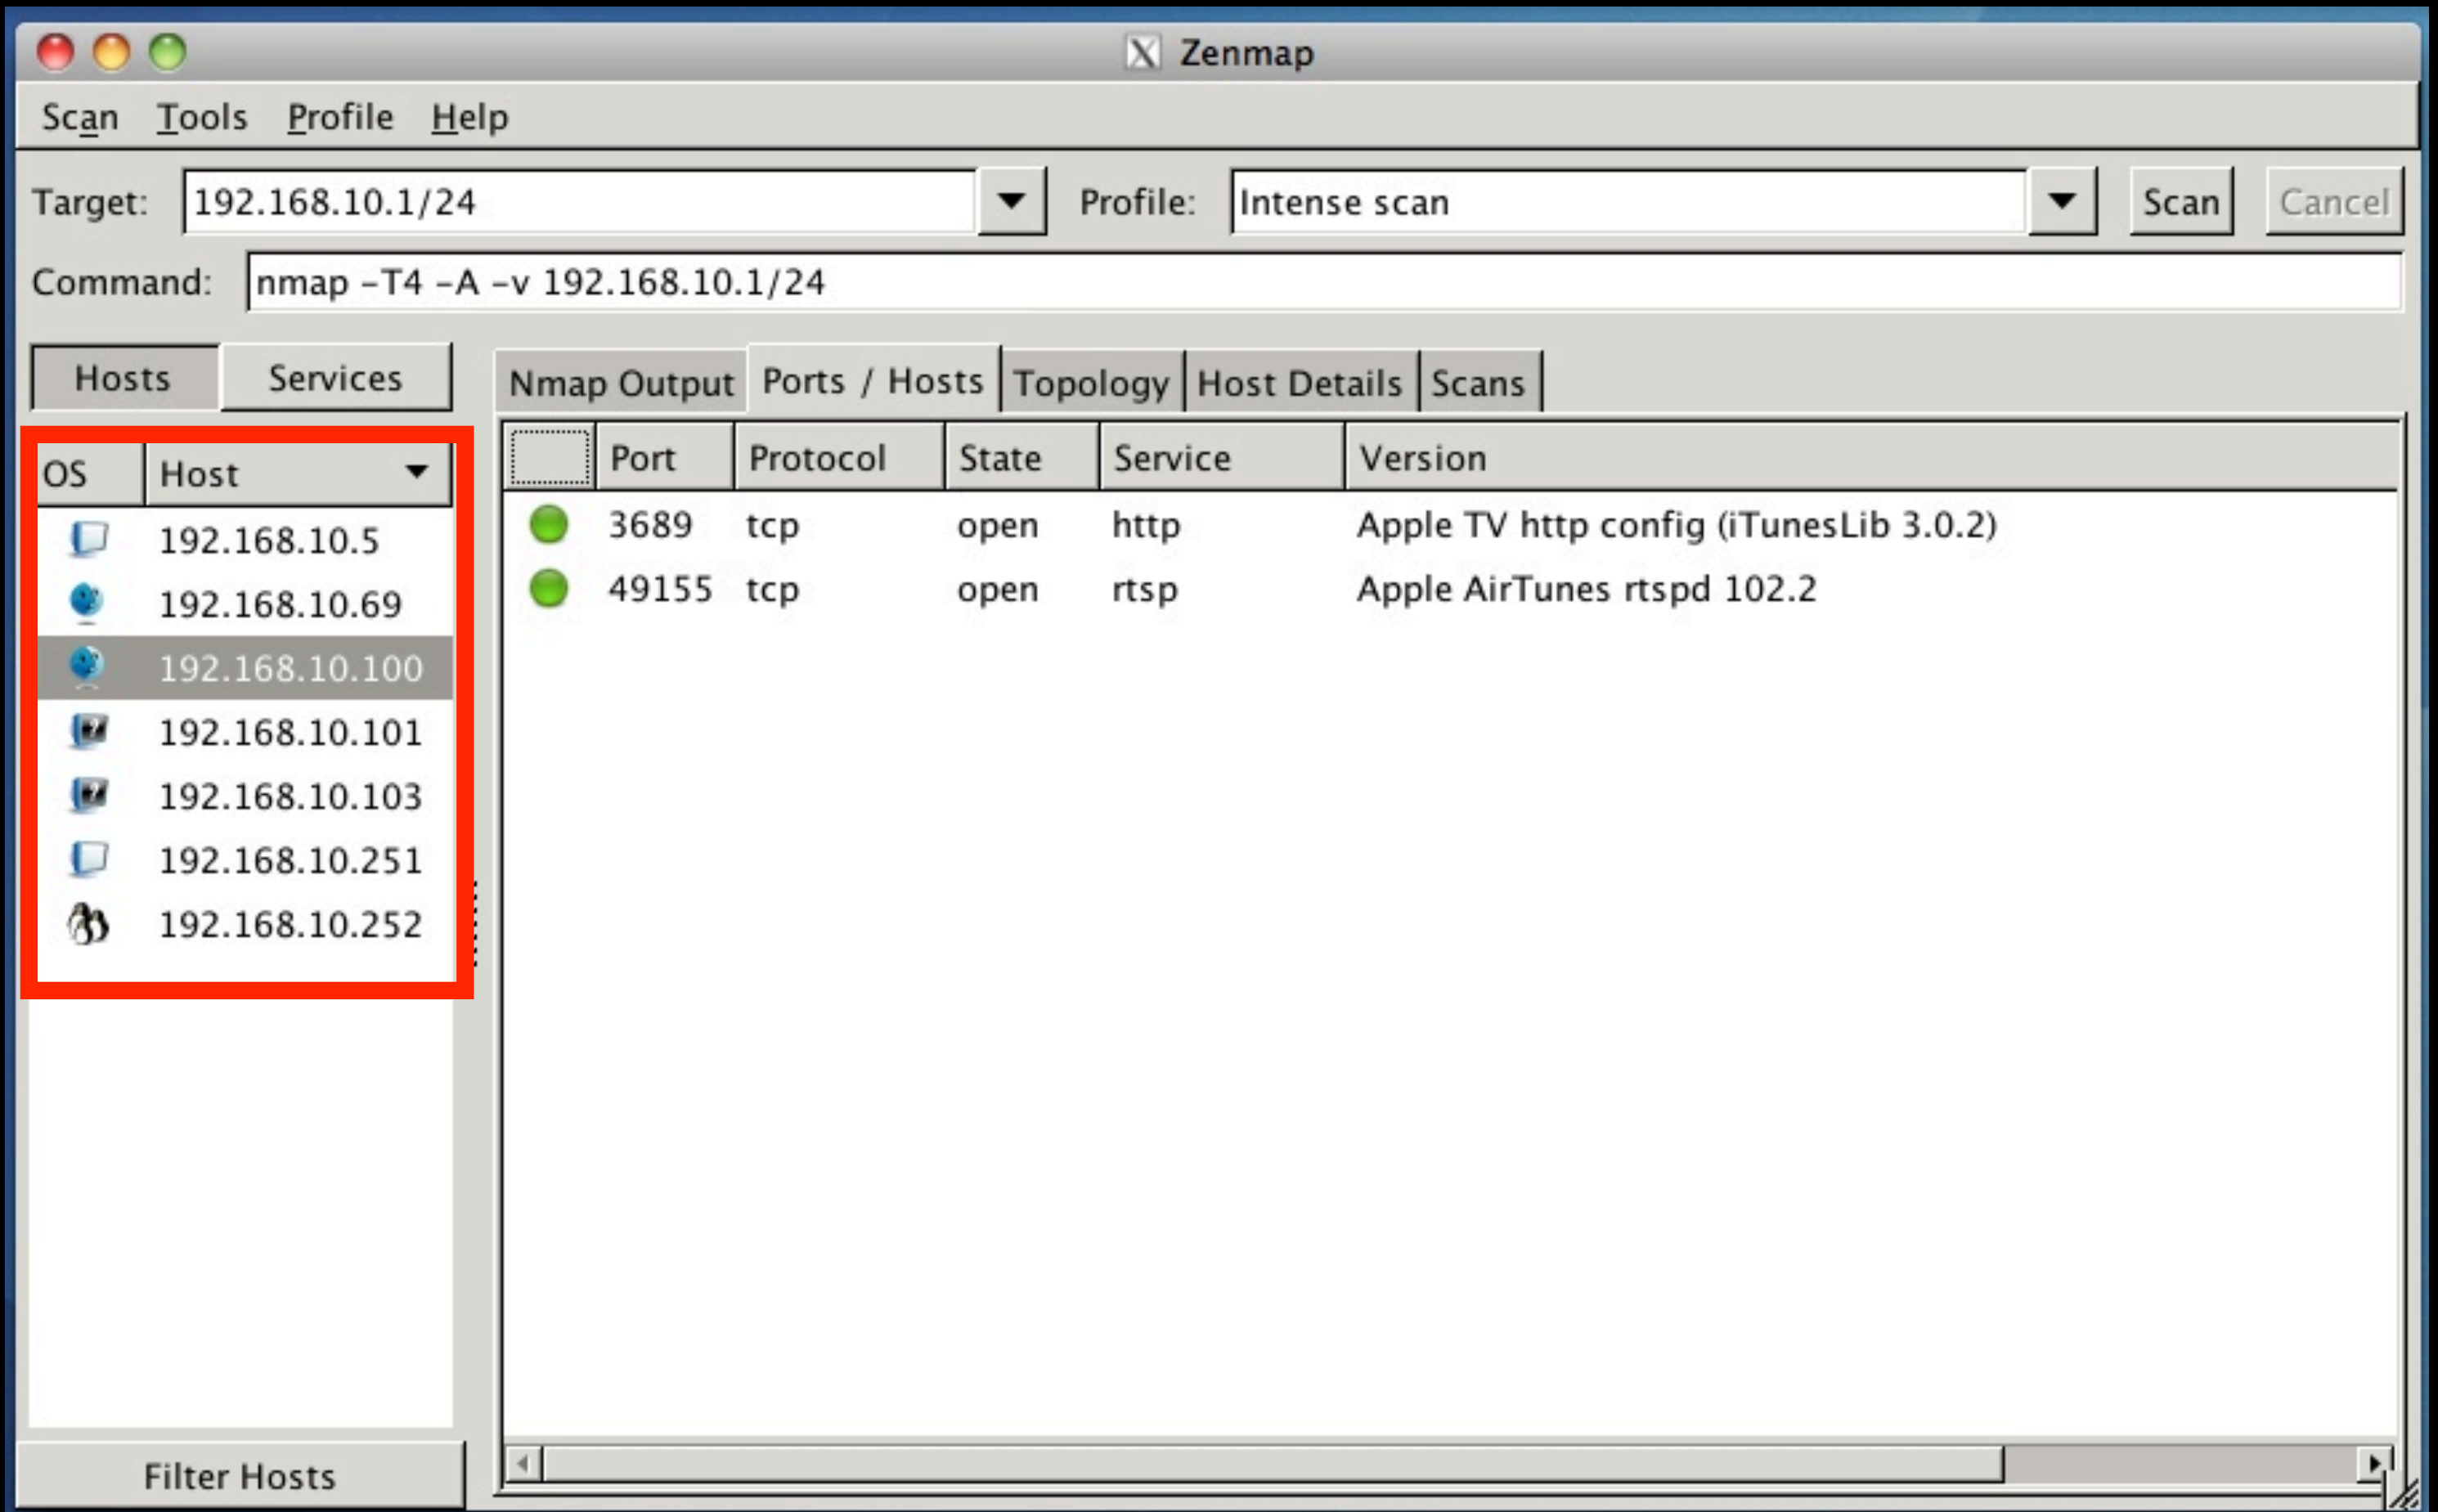 Zenmap
Scan Tools Profile Help
Target: 192.168.10.1/24 Profile: Intense scan Scan Cancel
Command: nmap –T4 –A –v 192.168.10.1/24
Hosts Services Nmap Output Ports / Hosts Topology Host Details Scans
OS Host
192.168.10.5
192.168.10.69
192.168.10.100
192.168.10.101
192.168.10.103
192.168.10.251
192.168.10.252
Filter Hosts
Port Protocol State Service Version
3689 tcp open http Apple TV http config (iTunesLib 3.0.2)
49155 tcp open rtsp Apple AirTunes rtspd 102.2